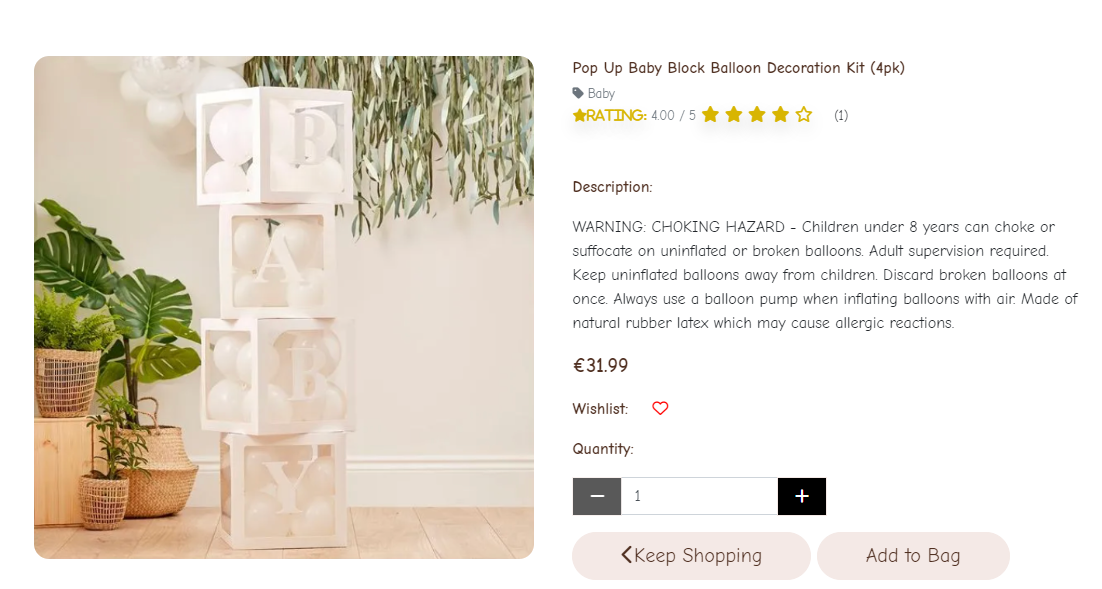 B
A
B
Y
Pop Up Baby Block Balloon Decoration Kit (4pk)
Baby
RATING: 4.00 / 5 (1)
Description:
WARNING: CHOKING HAZARD - Children under 8 years can choke or
suffocate on uninflated or broken balloons. Adult supervision required.
Keep uninflated balloons away from children. Discard broken balloons at
once. Always use a balloon pump when inflating balloons with air. Made of
natural rubber latex which may cause allergic reactions.
€31.99
Wishlist:
Quantity:
1
Keep Shopping
Add to Bag